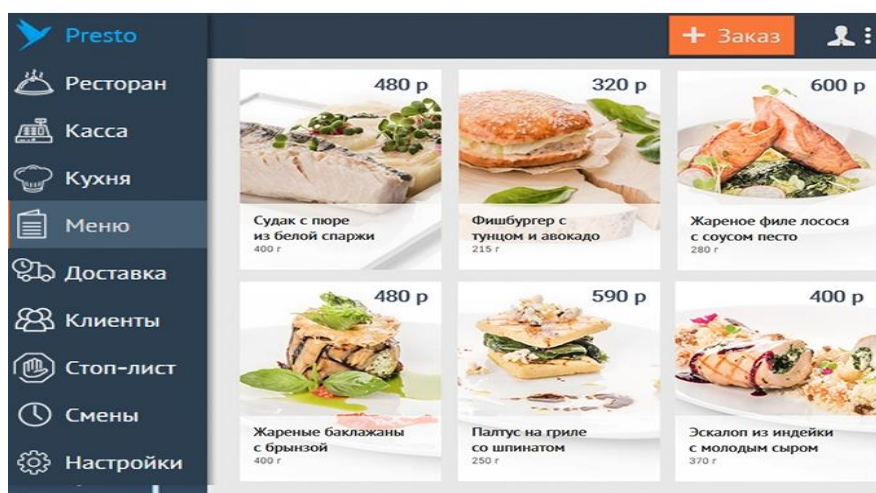 Presto
+ Заказ
Ресторан
Касса
Кухня
Меню
Доставка
Клиенты
Стоп-лист
Смены
Настройки
480 р
Судак с пюре
из белой спаржи
400 г
320 р
Фишбургер с
тунцом и авокадо
215 г
600 р
Жареное филе лосося
с соусом песто
280 г
480 р
Жареные баклажаны
с брынзой
400 г
590 р
Палтус на гриле
со шпинатом
250 г
400 р
Эскалоп из индейки
с молодым сыром
370 г